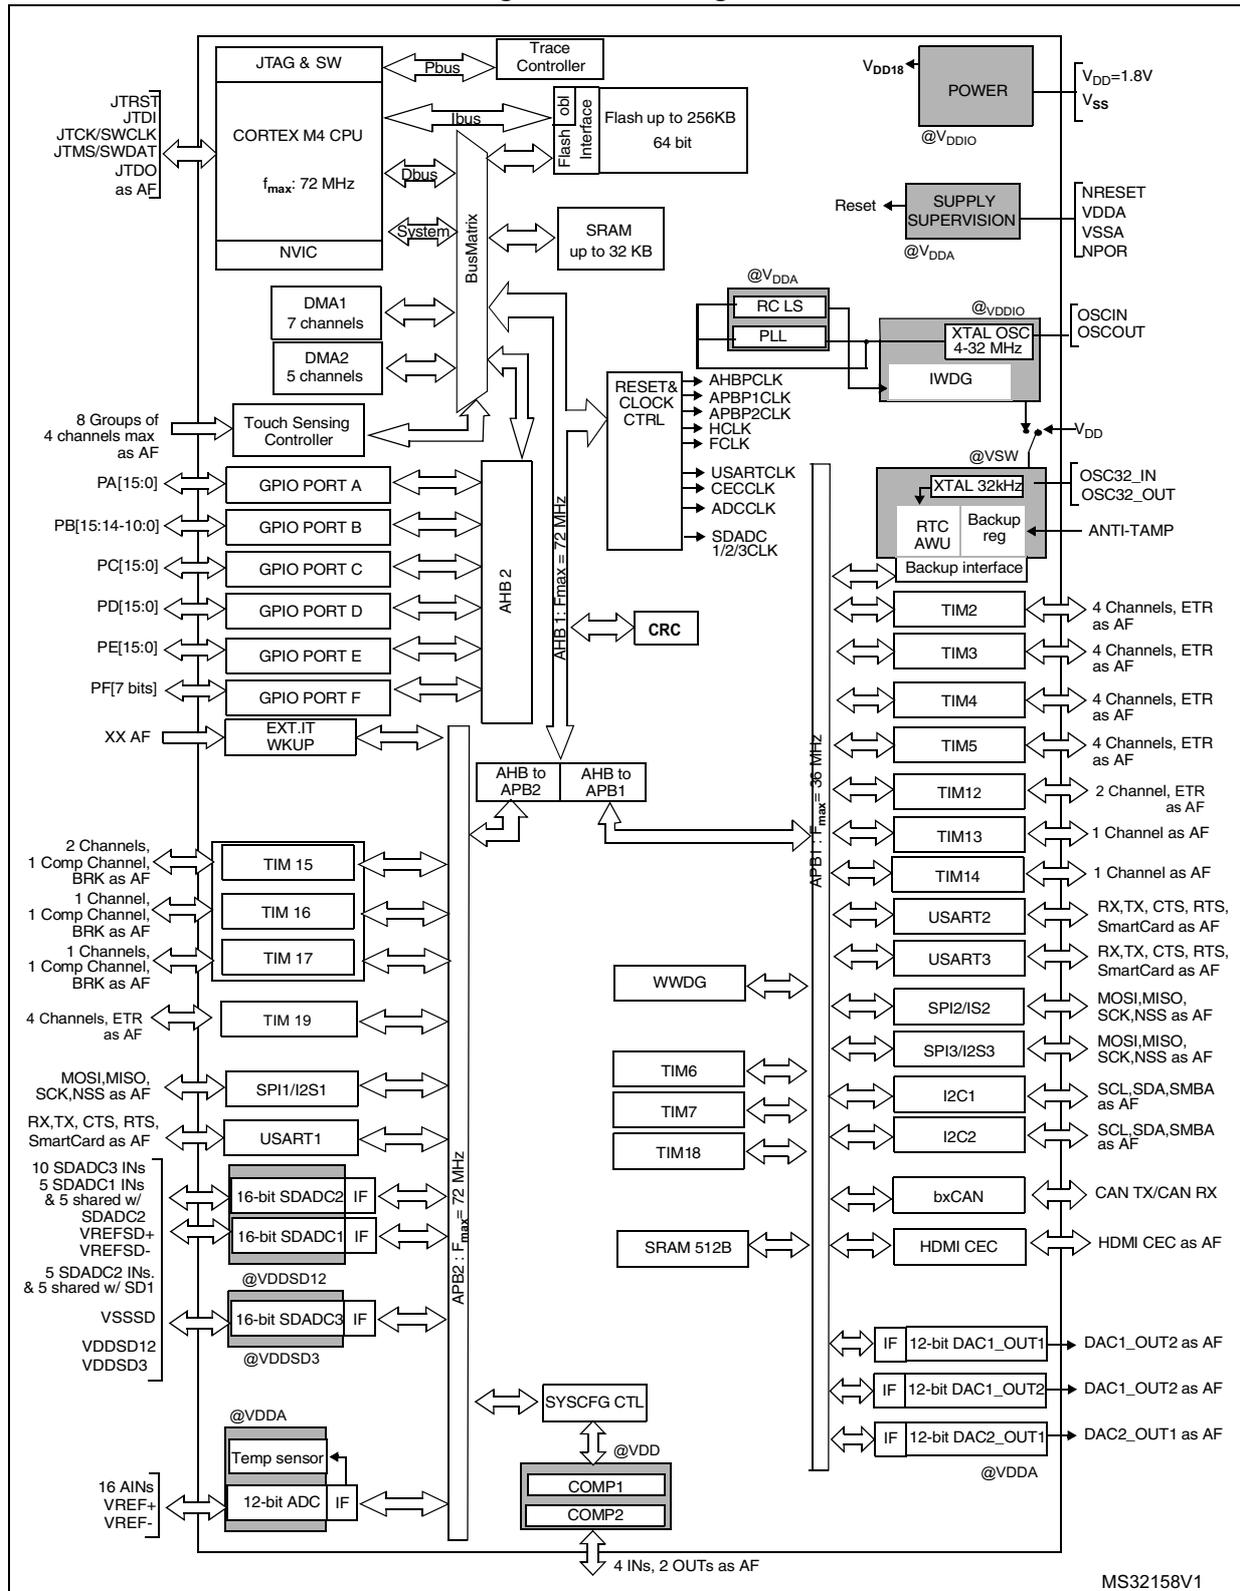 JTAG & SW
Pbus
Trace
Controller
JTRST
JTDI
JTCK/SWCLK
JTMS/SWDAT
JTDO
as AF
CORTEX M4 CPU
fmax: 72 MHz
NVIC
Ibus
Dbus
System
obl
Flash
Interface
Flash up to 256KB
64 bit
BusMatrix
SRAM
up to 32 KB
VDD18
POWER
VDD=1.8V
VSS
@VDDIO
Reset
SUPPLY
SUPERVISION
NRESET
VDDA
VSSA
NPOR
@VDDA
DMA1
7 channels
DMA2
5 channels
@VDDA
RC LS
PLL
@VDDIO
XTAL OSC
4-32 MHz
IWDG
OSCIN
OSCOUT
8 Groups of
4 channels max
as AF
Touch Sensing
Controller
RESET&
CLOCK
CTRL
AHBPCLK
APBP1CLK
APBP2CLK
HCLK
FCLK
USARTCLK
CECCLK
ADCCLK
SDADC
1/2/3CLK
VDD
@VSW
XTAL 32kHz
OSC32_IN
OSC32_OUT
RTC
AWU
Backup
reg
ANTI-TAMP
Backup interface
PA[15:0]
GPIO PORT A
PB[15:14-10:0]
GPIO PORT B
PC[15:0]
GPIO PORT C
PD[15:0]
GPIO PORT D
PE[15:0]
GPIO PORT E
PF[7 bits]
GPIO PORT F
AHB 2
AHB 1: Fmax = 72 MHz
CRC
XX AF
EXT.IT
WKUP
AHB to
APB2
AHB to
APB1
APB1 : Fmax= 36 MHz
TIM2
4 Channels, ETR
as AF
TIM3
4 Channels, ETR
as AF
TIM4
4 Channels, ETR
as AF
TIM5
4 Channels, ETR
as AF
TIM12
2 Channel, ETR
as AF
TIM13
1 Channel as AF
TIM14
1 Channel as AF
USART2
RX,TX, CTS, RTS,
SmartCard as AF
USART3
RX,TX, CTS, RTS,
SmartCard as AF
SPI2/IS2
MOSI,MISO,
SCK,NSS as AF
SPI3/I2S3
MOSI,MISO,
SCK,NSS as AF
I2C1
SCL,SDA,SMBA
as AF
I2C2
SCL,SDA,SMBA
as AF
bxCAN
CAN TX/CAN RX
HDMI CEC
HDMI CEC as AF
2 Channels,
1 Comp Channel,
BRK as AF
TIM 15
1 Channel,
1 Comp Channel,
BRK as AF
TIM 16
1 Channels,
1 Comp Channel,
BRK as AF
TIM 17
4 Channels, ETR
as AF
TIM 19
MOSI,MISO,
SCK,NSS as AF
SPI1/I2S1
RX,TX, CTS, RTS,
SmartCard as AF
USART1
WWDG
TIM6
TIM7
TIM18
SRAM 512B
APB2 : Fmax= 72 MHz
10 SDADC3 INs
5 SDADC1 INs
& 5 shared w/
SDADC2
VREFSD+
VREFSD-
5 SDADC2 INs.
& 5 shared w/ SD1
VSSSD
VDDSD12
VDDSD3
16-bit SDADC2
IF
16-bit SDADC1
IF
@VDDSD12
16-bit SDADC3
IF
@VDDSD3
IF
12-bit DAC1_OUT1
DAC1_OUT2 as AF
IF
12-bit DAC1_OUT2
DAC1_OUT2 as AF
IF
12-bit DAC2_OUT1
DAC2_OUT1 as AF
@VDDA
SYSCFG CTL
@VDD
COMP1
COMP2
4 INs, 2 OUTs as AF
@VDDA
Temp sensor
12-bit ADC
IF
16 AINs
VREF+
VREF-
MS32158V1